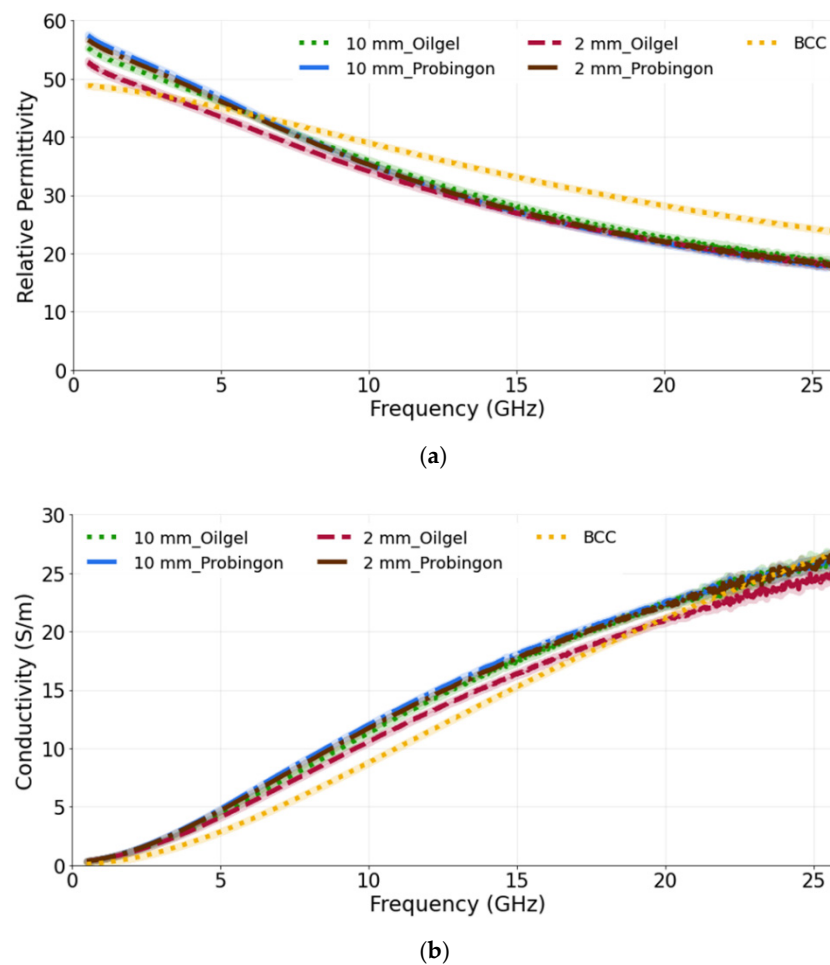 60
50
40
30
20
10
0
Relative Permittivity
10 mm_Oilgel 2 mm_Oilgel BCC
10 mm_Probingon 2 mm_Probingon
0 5 10 15 20 25
Frequency (GHz)
(a)
30
25
20
15
10
5
0
Conductivity (S/m)
10 mm_Oilgel 2 mm_Oilgel BCC
10 mm_Probingon 2 mm_Probingon
0 5 10 15 20 25
Frequency (GHz)
(b)